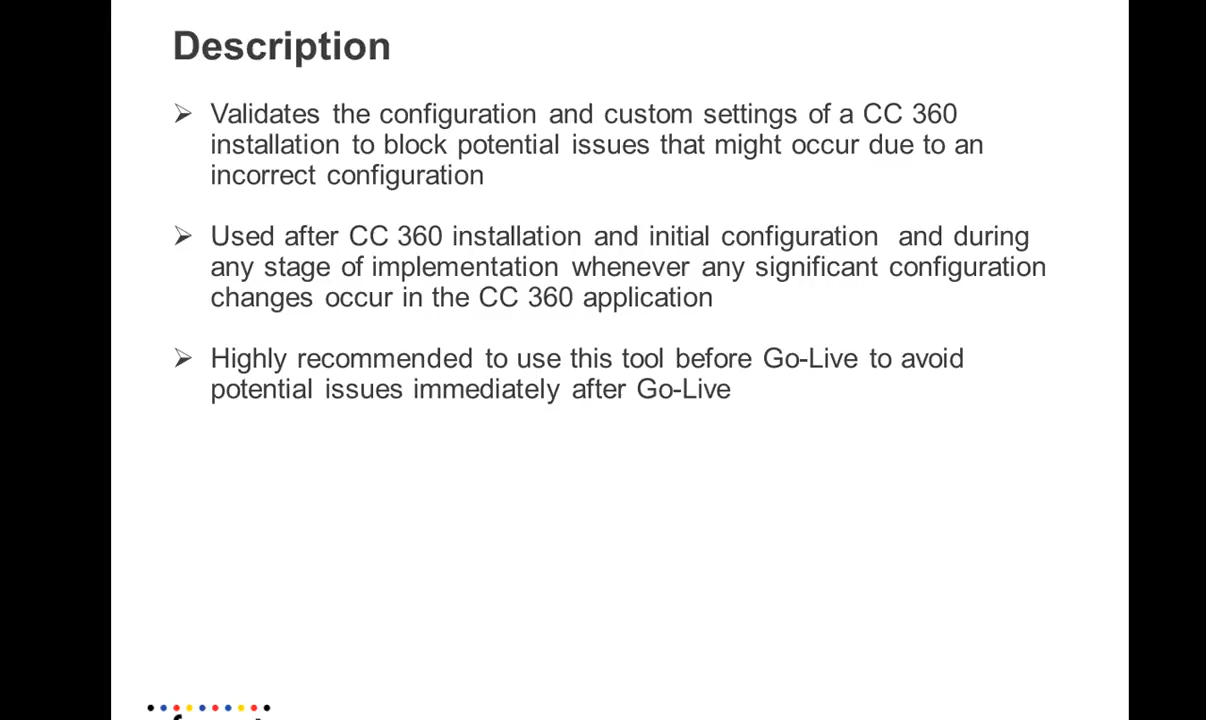 Description
➢ Validates the configuration and custom settings of a CC 360
installation to block potential issues that might occur due to an
incorrect configuration
➢ Used after CC 360 installation and initial configuration and during
any stage of implementation whenever any significant configuration
changes occur in the CC 360 application
➢ Highly recommended to use this tool before Go-Live to avoid
potential issues immediately after Go-Live